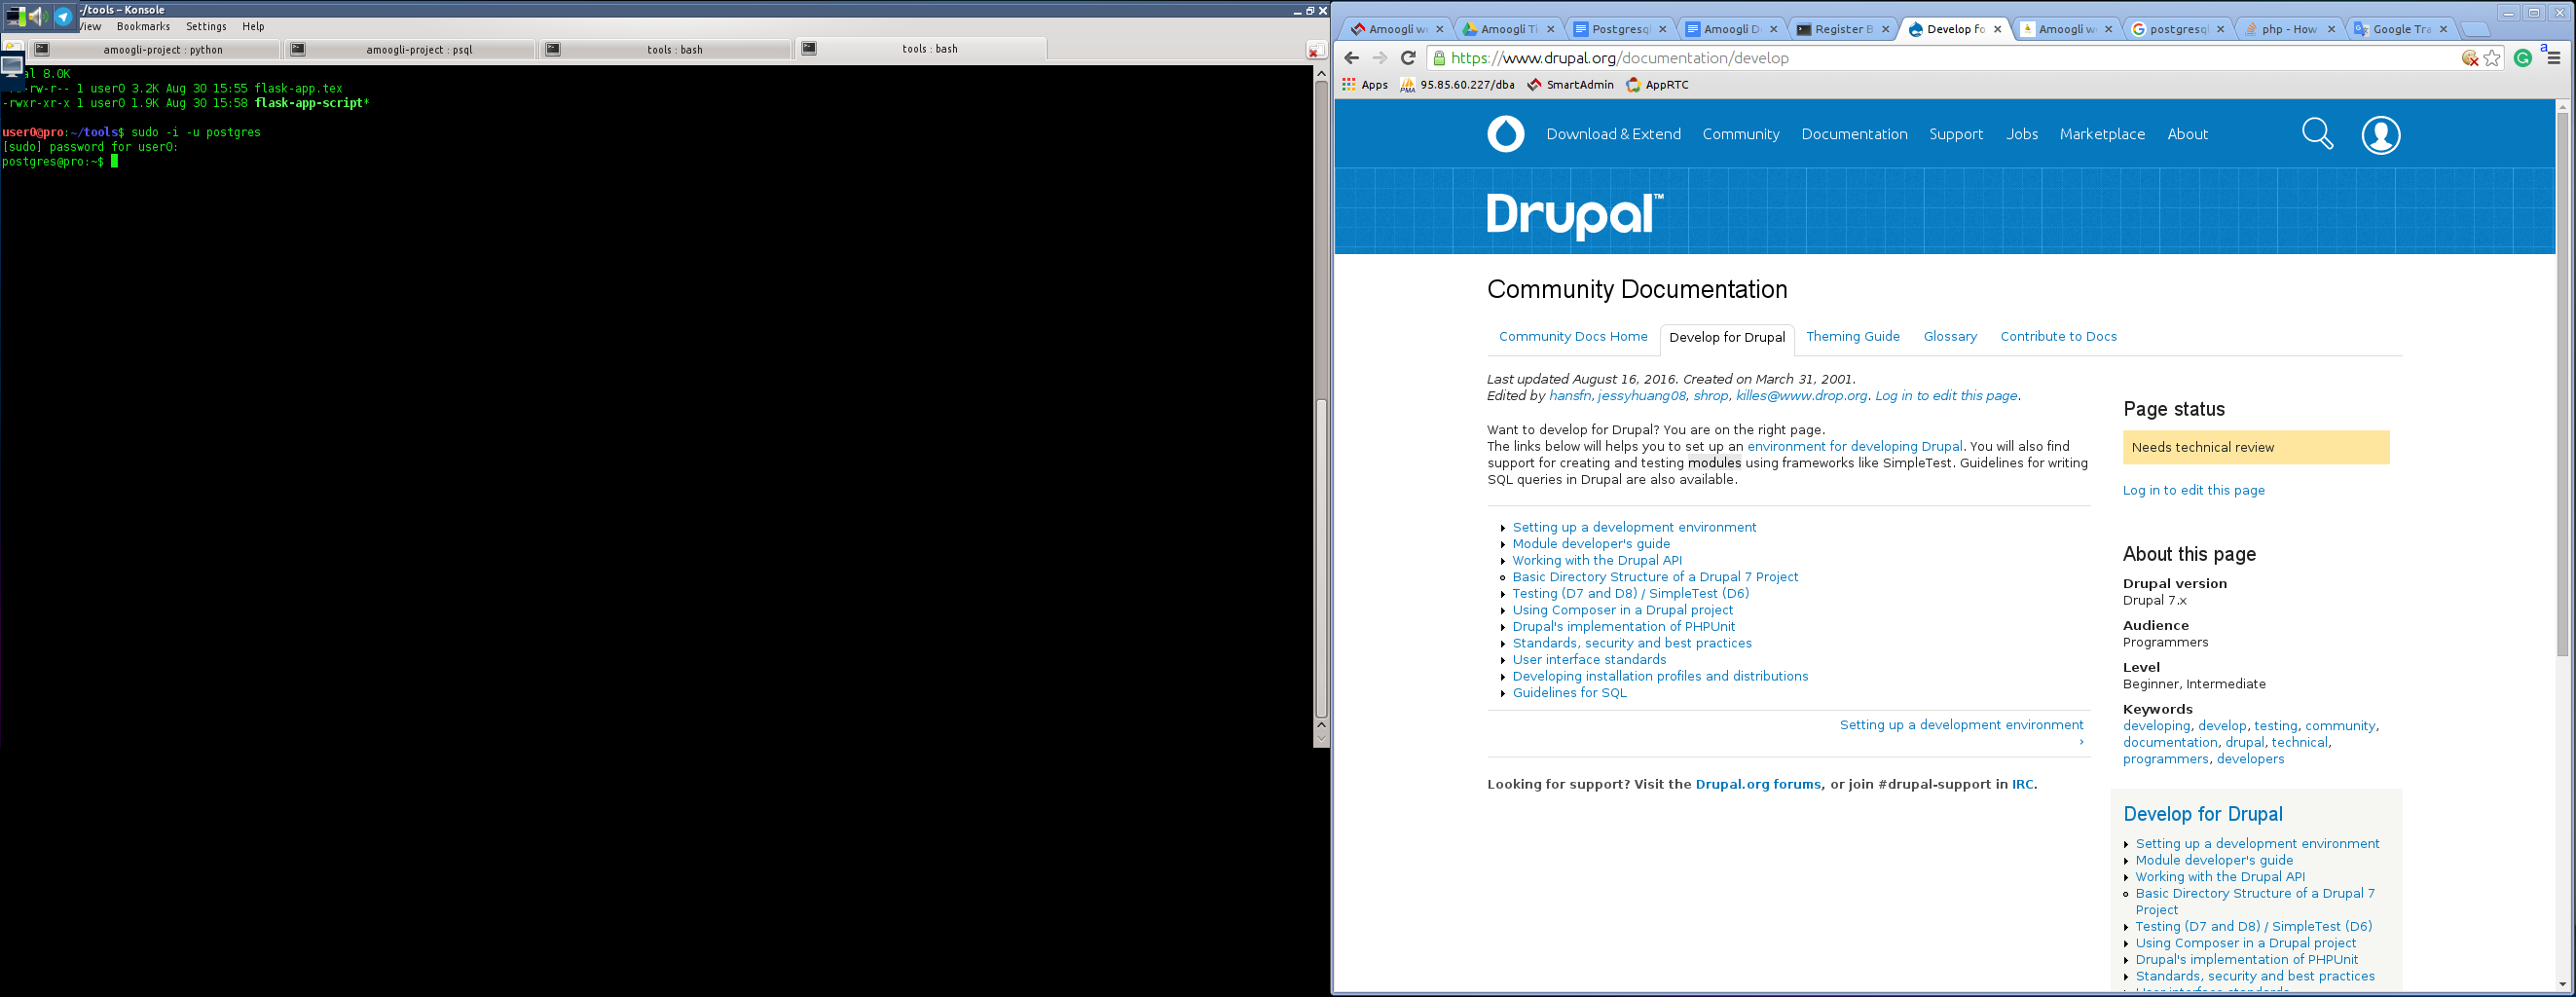 ~/tools – Konsole
View Bookmarks Settings Help
amoogli-project : python
amoogli-project : psql
tools : bash
tools : bash
al 8.0K
-rw-r-- 1 user0 3.2K Aug 30 15:55 flask-app.tex
-rwxr-xr-x 1 user0 1.9K Aug 30 15:58 flask-app-script*
user0@pro:~/tools$ sudo -i -u postgres
[sudo] password for user0:
postgres@pro:~$
Amoogli w
Amoogli Ti
Postgresq
Amoogli D
Register B
Develop fo
Amoogli w
postgresq
php - How
Google Tra
https://www.drupal.org/documentation/develop
a
Apps
PMA
95.85.60.227/dba
SmartAdmin
AppRTC
Download & Extend Community Documentation Support Jobs Marketplace About
Drupal™
Community Documentation
Community Docs Home
Develop for Drupal
Theming Guide
Glossary
Contribute to Docs
Last updated August 16, 2016. Created on March 31, 2001.
Edited by hansfn, jessyhuang08, shrop, killes@www.drop.org. Log in to edit this page.
Want to develop for Drupal? You are on the right page.
The links below will helps you to set up an environment for developing Drupal. You will also find
support for creating and testing modules using frameworks like SimpleTest. Guidelines for writing
SQL queries in Drupal are also available.
Setting up a development environment
Module developer's guide
Working with the Drupal API
Basic Directory Structure of a Drupal 7 Project
Testing (D7 and D8) / SimpleTest (D6)
Using Composer in a Drupal project
Drupal's implementation of PHPUnit
Standards, security and best practices
User interface standards
Developing installation profiles and distributions
Guidelines for SQL
Setting up a development environment
›
Looking for support? Visit the Drupal.org forums, or join #drupal-support in IRC.
Page status
Needs technical review
Log in to edit this page
About this page
Drupal version
Drupal 7.x
Audience
Programmers
Level
Beginner, Intermediate
Keywords
developing, develop, testing, community,
documentation, drupal, technical,
programmers, developers
Develop for Drupal
Setting up a development environment
Module developer's guide
Working with the Drupal API
Basic Directory Structure of a Drupal 7
Project
Testing (D7 and D8) / SimpleTest (D6)
Using Composer in a Drupal project
Drupal's implementation of PHPUnit
Standards, security and best practices